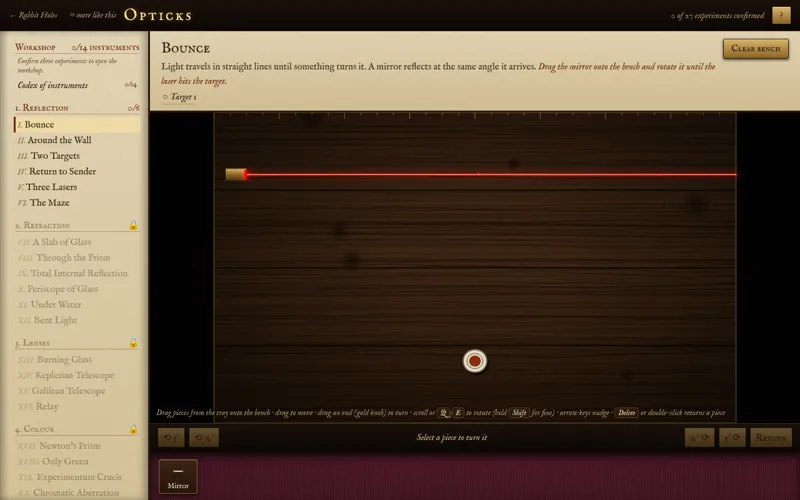 ← Rabbit Holes
≈ more like this
Opticks
0 of 27 experiments confirmed
?
Workshop
0/14 instruments
Confirm three experiments to open the
workshop.
Codex of instruments
0/14
1. Reflection
0/6
I. Bounce
II. Around the Wall
III. Two Targets
IV. Return to Sender
V. Three Lasers
VI. The Maze
2. Refraction
VII. A Slab of Glass
VIII. Through the Prism
IX. Total Internal Reflection
X. Periscope of Glass
XI. Under Water
XII. Bent Light
3. Lenses
XIII. Burning Glass
XIV. Keplerian Telescope
XV. Galilean Telescope
XVI. Relay
4. Colour
XVII. Newton's Prism
XVIII. Only Green
XIX. Experimentum Crucis
XX. Chromatic Aberration
Bounce
Clear bench
Light travels in straight lines until something turns it. A mirror reflects at the same angle it arrives. Drag the mirror onto the bench and rotate it until the
laser hits the target.
○ Target 1
Drag pieces from the tray onto the bench · drag to move · drag an end (gold knob) to turn · scroll or Q / E to rotate (hold Shift for fine) · arrow keys nudge · Delete or double-click returns a piece
Select a piece to turn it
Return
Mirror